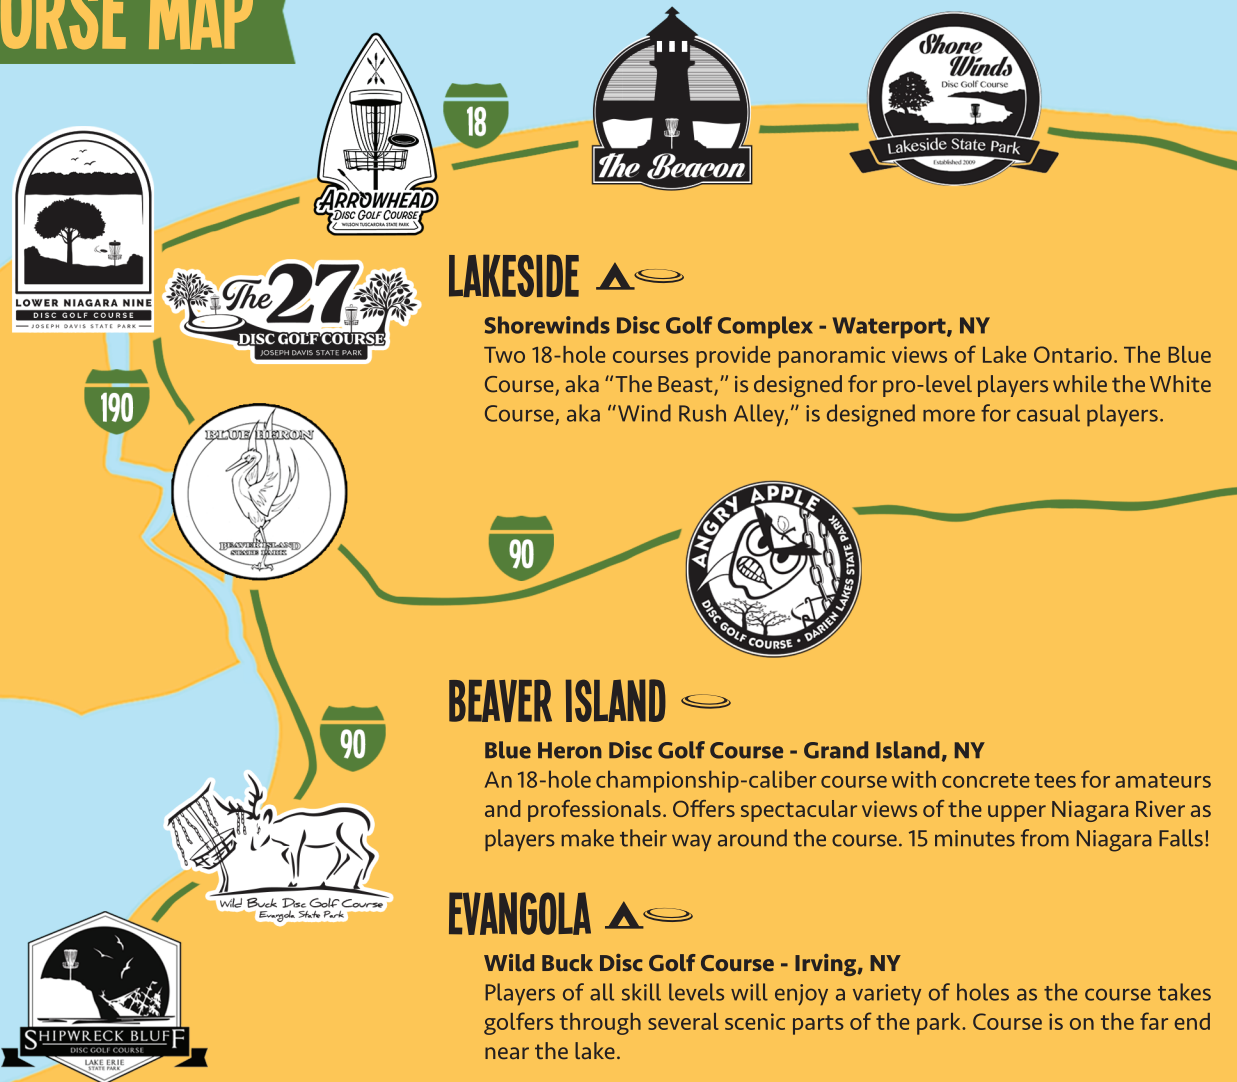 OURSE MAP
18
Shore
Winds
Disc Golf Course
Lakeside State Park
Established 2009
The Beacon
ARROWHEAD
DISC GOLF COURSE
WILSON TUSCARORA STATE PARK
LOWER NIAGARA NINE
DISC GOLF COURSE
JOSEPH DAVIS STATE PARK
The 27
DISC GOLF COURSE
JOSEPH DAVIS STATE PARK
LAKESIDE
Shorewinds Disc Golf Complex - Waterport, NY
Two 18-hole courses provide panoramic views of Lake Ontario. The Blue
Course, aka “The Beast,” is designed for pro-level players while the White
Course, aka “Wind Rush Alley,” is designed more for casual players.
190
BLUE HERON
BEAVER ISLAND
STATE PARK
90
ANGRY APPLE
DISC GOLF COURSE • DARIEN LAKES STATE PARK
BEAVER ISLAND
Blue Heron Disc Golf Course - Grand Island, NY
An 18-hole championship-caliber course with concrete tees for amateurs
and professionals. Offers spectacular views of the upper Niagara River as
players make their way around the course. 15 minutes from Niagara Falls!
90
Wild Buck Disc Golf Course
Evangola State Park
EVANGOLA
Wild Buck Disc Golf Course - Irving, NY
Players of all skill levels will enjoy a variety of holes as the course takes
golfers through several scenic parts of the park. Course is on the far end
near the lake.
SHIPWRECK BLUFF
DISC GOLF COURSE
LAKE ERIE
STATE PARK